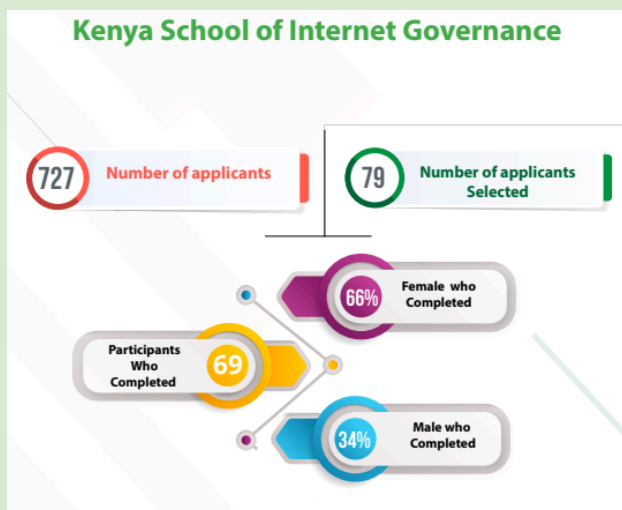 Kenya School of Internet Governance
727
Number of applicants
79
Number of applicants
Selected
66%
Female who
Completed
Participants
Who
Completed
69
34%
Male who
Completed